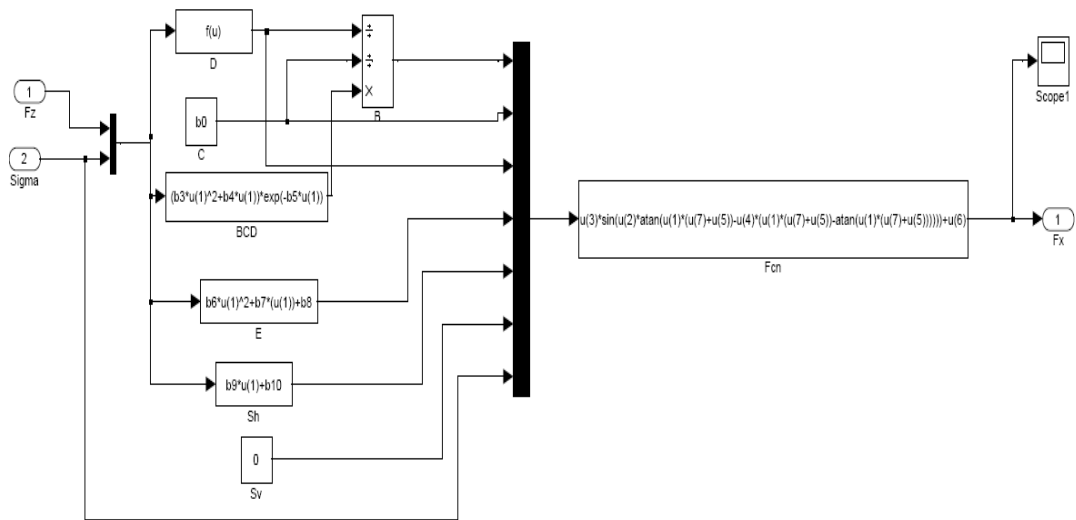 1
Fz
2
Sigma
f(u)
D
÷
÷
×
B
b0
C
(b3*u(1)^2+b4*u(1))*exp(-b5*u(1))
BCD
b6*u(1)^2+b7*(u(1))+b8
E
b9*u(1)+b10
Sh
0
Sv
u(3)*sin(u(2)*atan(u(1)*(u(7)+u(5))-u(4)*(u(1)*(u(7)+u(5))-atan(u(1)*(u(7)+u(5))))))+u(6)
Fcn
Scope1
1
Fx